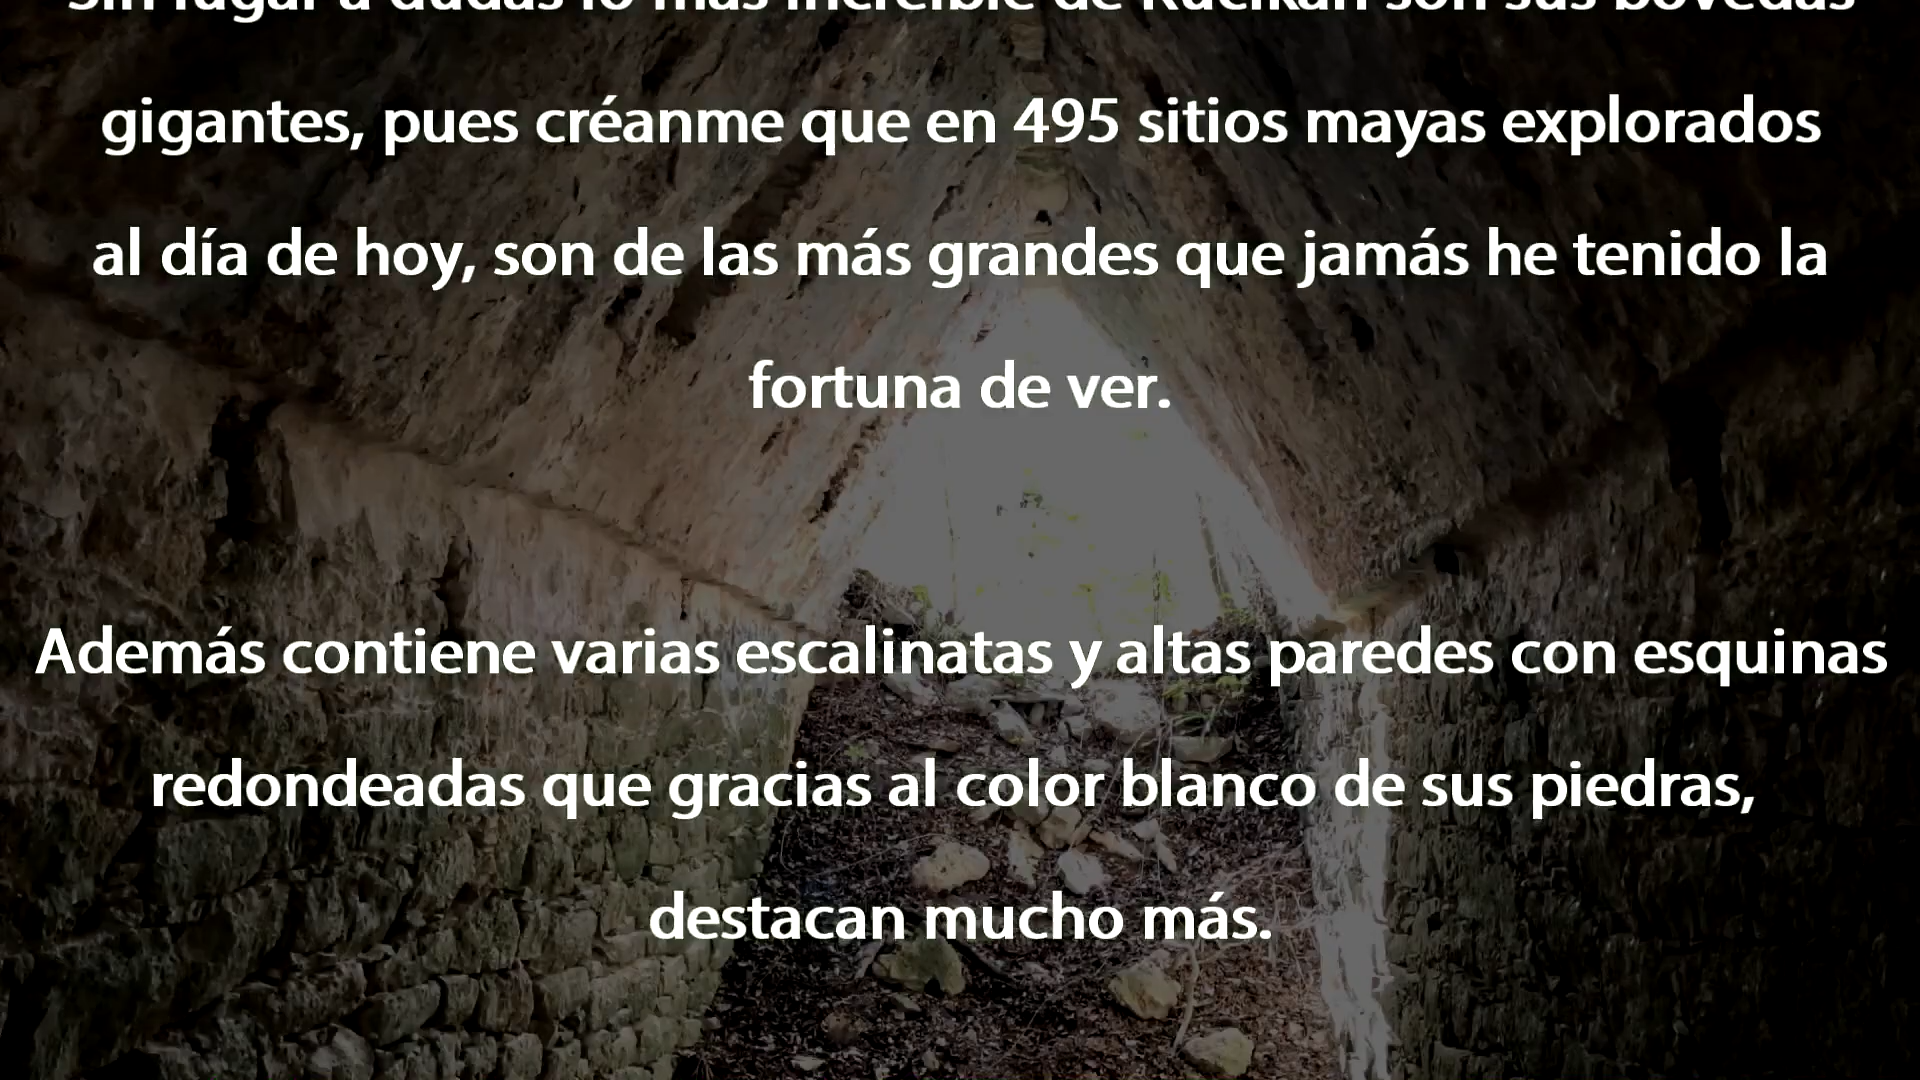 Sin lugar a dudas lo más increíble de son sus bóvedas
gigantes, pues créanme que en 495 sitios mayas explorados
al día de hoy, son de las más grandes que jamás he tenido la
fortuna de ver.
Además contiene varias escalinatas y altas paredes con esquinas
redondeadas que gracias al color blanco de sus piedras,
destacan mucho más.